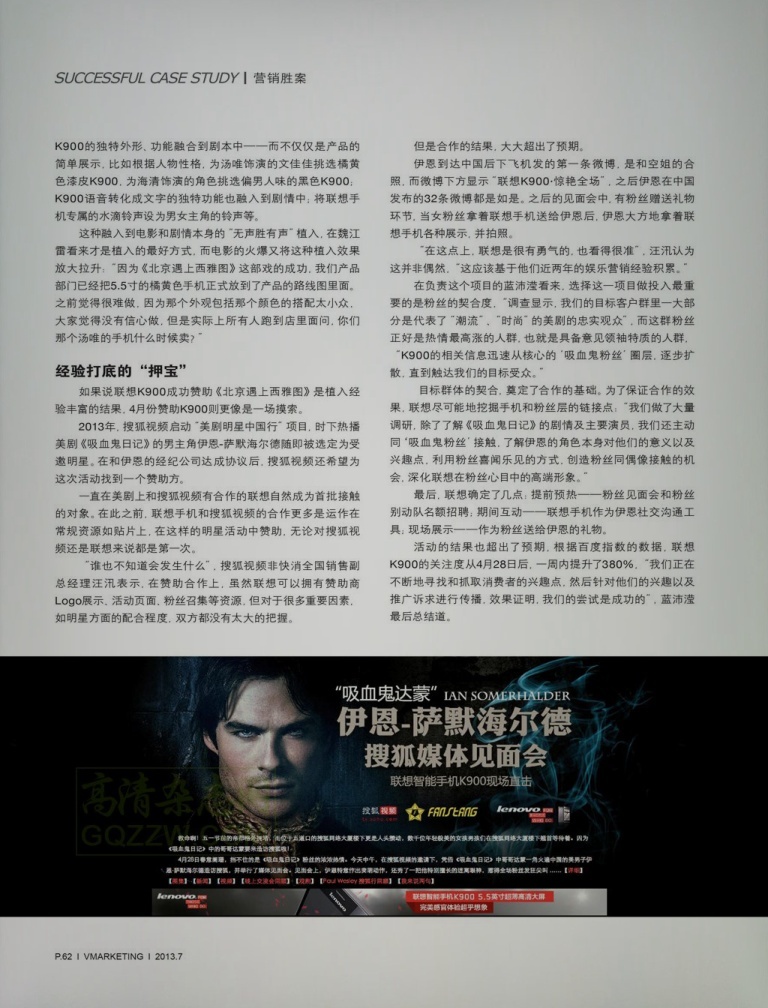 SUCCESSFUL CASE STUDY | 营销胜案
K900的独特外形，功能融合到剧本中——而不仅仅是产品的
简单展示，比如根据人物性格，为汤唯饰演的文佳佳挑选橘黄
色漆皮K900，为海清饰演的角色挑选偏男人味的黑色K900；
K900语音转化成文字的独特功能也融入到剧情中；将联想手
机专属的水滴铃声设为男女主角的铃声等。
这种融入到电影和剧情本身的“无声胜有声”植入，在魏江
雷看来才是植入的最好方式，而电影的火爆又将这种植入效果
放大拉升：“因为《北京遇上西雅图》这部戏的成功，我们产品
部门已经把5.5寸的橘黄色手机正式放到了产品的路线图里面。
之前觉得很难做，因为那个外观包括那个颜色的搭配太小众，
大家觉得没有信心做，但是实际上所有人跑到店里面问，你们
那个汤唯的手机什么时候卖？”
经验打底的“押宝”
如果说联想K900成功赞助《北京遇上西雅图》是植入经
验丰富的结果，4月份赞助K900则更像是一场摸索。
2013年，搜狐视频启动“美剧明星中国行”项目，时下热播
美剧《吸血鬼日记》的男主角伊恩-萨默海尔德随即被选定为受
邀明星。在和伊恩的经纪公司达成协议后，搜狐视频还希望为
这次活动找到一个赞助方。
一直在美剧上和搜狐视频有合作的联想自然成为首批接触
的对象。在此之前，联想手机和搜狐视频的合作更多是运作在
常规资源如贴片上，在这样的明星活动中赞助，无论对搜狐视
频还是联想来说都是第一次。
“谁也不知道会发生什么”，搜狐视频非快消全国销售副
总经理汪汛表示，在赞助合作上，虽然联想可以拥有赞助商
Logo展示，活动页面，粉丝召集等资源，但对于很多重要因素，
如明星方面的配合程度，双方都没有太大的把握。
但是合作的结果，大大超出了预期。
伊恩到达中国后下飞机发的第一条微博，是和空姐的合
照，而微博下方显示“联想K900·惊艳全场”，之后伊恩在中国
发布的32条微博都是如是。之后的见面会中，有粉丝赠送礼物
环节，当女粉丝拿着联想手机送给伊恩后，伊恩大方地拿着联
想手机各种展示，并拍照。
“在这点上，联想是很有勇气的，也看得很准”，汪汛认为
这并非偶然，“这应该基于他们近两年的娱乐营销经验积累。”
在负责这个项目的蓝沛滢看来，选择这一项目做投入最重
要的是粉丝的契合度，“调查显示，我们的目标客户群里一大部
分是代表了“潮流”、“时尚”的美剧的忠实观众”，而这群粉丝
正好是热情最高涨的人群，也就是具备意见领袖特质的人群，
“K900的相关信息迅速从核心的‘吸血鬼粉丝’圈层，逐步扩
散，直到触达我们的目标受众。”
目标群体的契合，奠定了合作的基础。为了保证合作的效
果，联想尽可能地挖掘手机和粉丝层的链接点：“我们做了大量
调研，除了了解《吸血鬼日记》的剧情及主要演员，我们还主动
同‘吸血鬼粉丝’接触，了解伊恩的角色本身对他们的意义以及
兴趣点，利用粉丝喜闻乐见的方式，创造粉丝同偶像接触的机
会，深化联想在粉丝心目中的高端形象。”
最后，联想确定了几点：提前预热——粉丝见面会和粉丝
别动队名额招聘；期间互动——联想手机作为伊恩社交沟通工
具；现场展示——作为粉丝送给伊恩的礼物。
活动的结果也超出了预期，根据百度指数的数据，联想
K900的关注度从4月28日后，一周内提升了380%，“我们正在
不断地寻找和抓取消费者的兴趣点，然后针对他们的兴趣以及
推广诉求进行传播，效果证明，我们的尝试是成功的”，蓝沛滢
最后总结道。
“吸血鬼达蒙” IAN SOMERHALDER
伊恩-萨默海尔德
搜狐媒体见面会
联想智能手机K900现场直击
搜狐视频 FANSTANG lenovo
lenovo
联想智能手机K900 5.5英寸超薄高清大屏
完美感官体验超乎想象
P.62 | VMARKETING | 2013.7